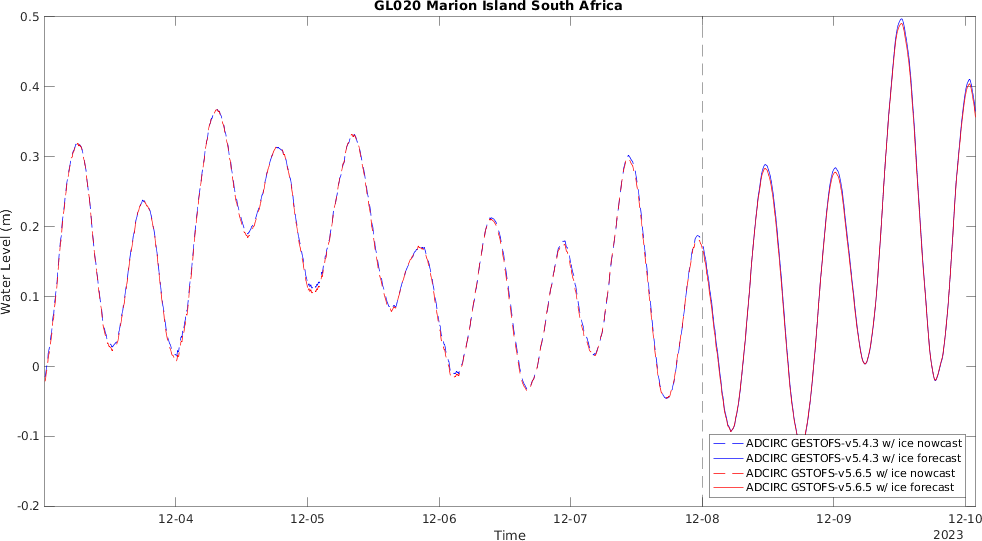 GL020 Marion Island South Africa
0.5
0.4
0.3
0.2
0.1
0
-0.1
-0.2
Water Level (m)
ADCIRC GESTOFS-v5.4.3 w/ ice nowcast
ADCIRC GESTOFS-v5.4.3 w/ ice forecast
ADCIRC GSTOFS-v5.6.5 w/ ice nowcast
ADCIRC GSTOFS-v5.6.5 w/ ice forecast
12-04 12-05 12-06 12-07 12-08 12-09 12-10
Time 2023